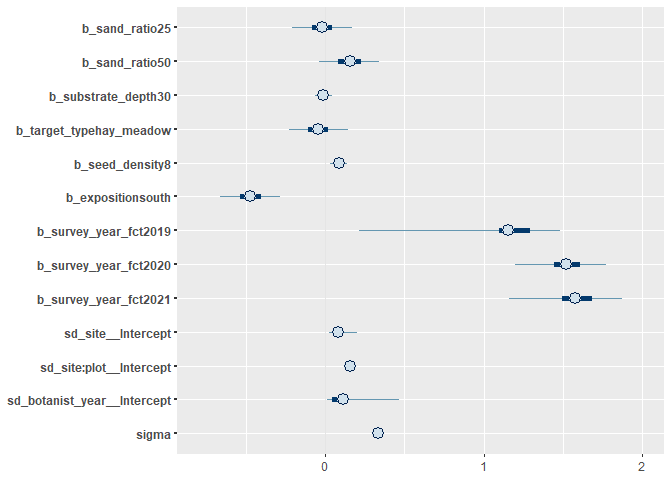 b_sand_ratio25
b_sand_ratio50
b_substrate_depth30
b_target_typehay_meadow
b_seed_density8
b_expositionsouth
b_survey_year_fct2019
b_survey_year_fct2020
b_survey_year_fct2021
sd_site__Intercept
sd_site:plot__Intercept
sd_botanist_year__Intercept
sigma
0 1 2